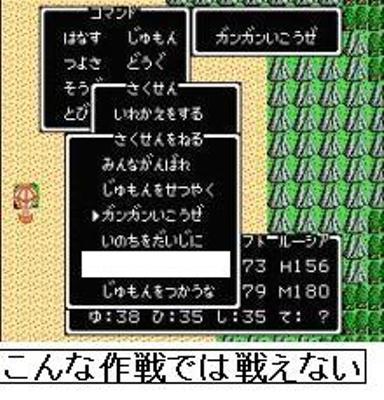 コマンド
はなす じゅもん
つよさ どうぐ
そうび
とび
ガンガンいこうぜ
さくせん
いれかえをする
さくせんをねる
みんながんばれ
じゅもんをせつやく
▶ガンガンいこうぜ
いのちをだいじに
じゅもんをつかうな
フトールーシア
73 H156
79 M180
ゆ:38 ひ:35 し:35 て: ?
こんな作戦では戦えない